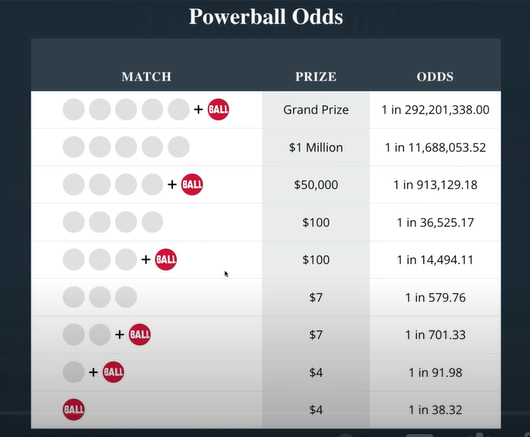 Powerball Odds
MATCH PRIZE ODDS
+ BALL Grand Prize 1 in 292,201,338.00
$1 Million 1 in 11,688,053.52
+ BALL $50,000 1 in 913,129.18
$100 1 in 36,525.17
+ BALL $100 1 in 14,494.11
$7 1 in 579.76
+ BALL $7 1 in 701.33
+ BALL $4 1 in 91.98
BALL $4 1 in 38.32